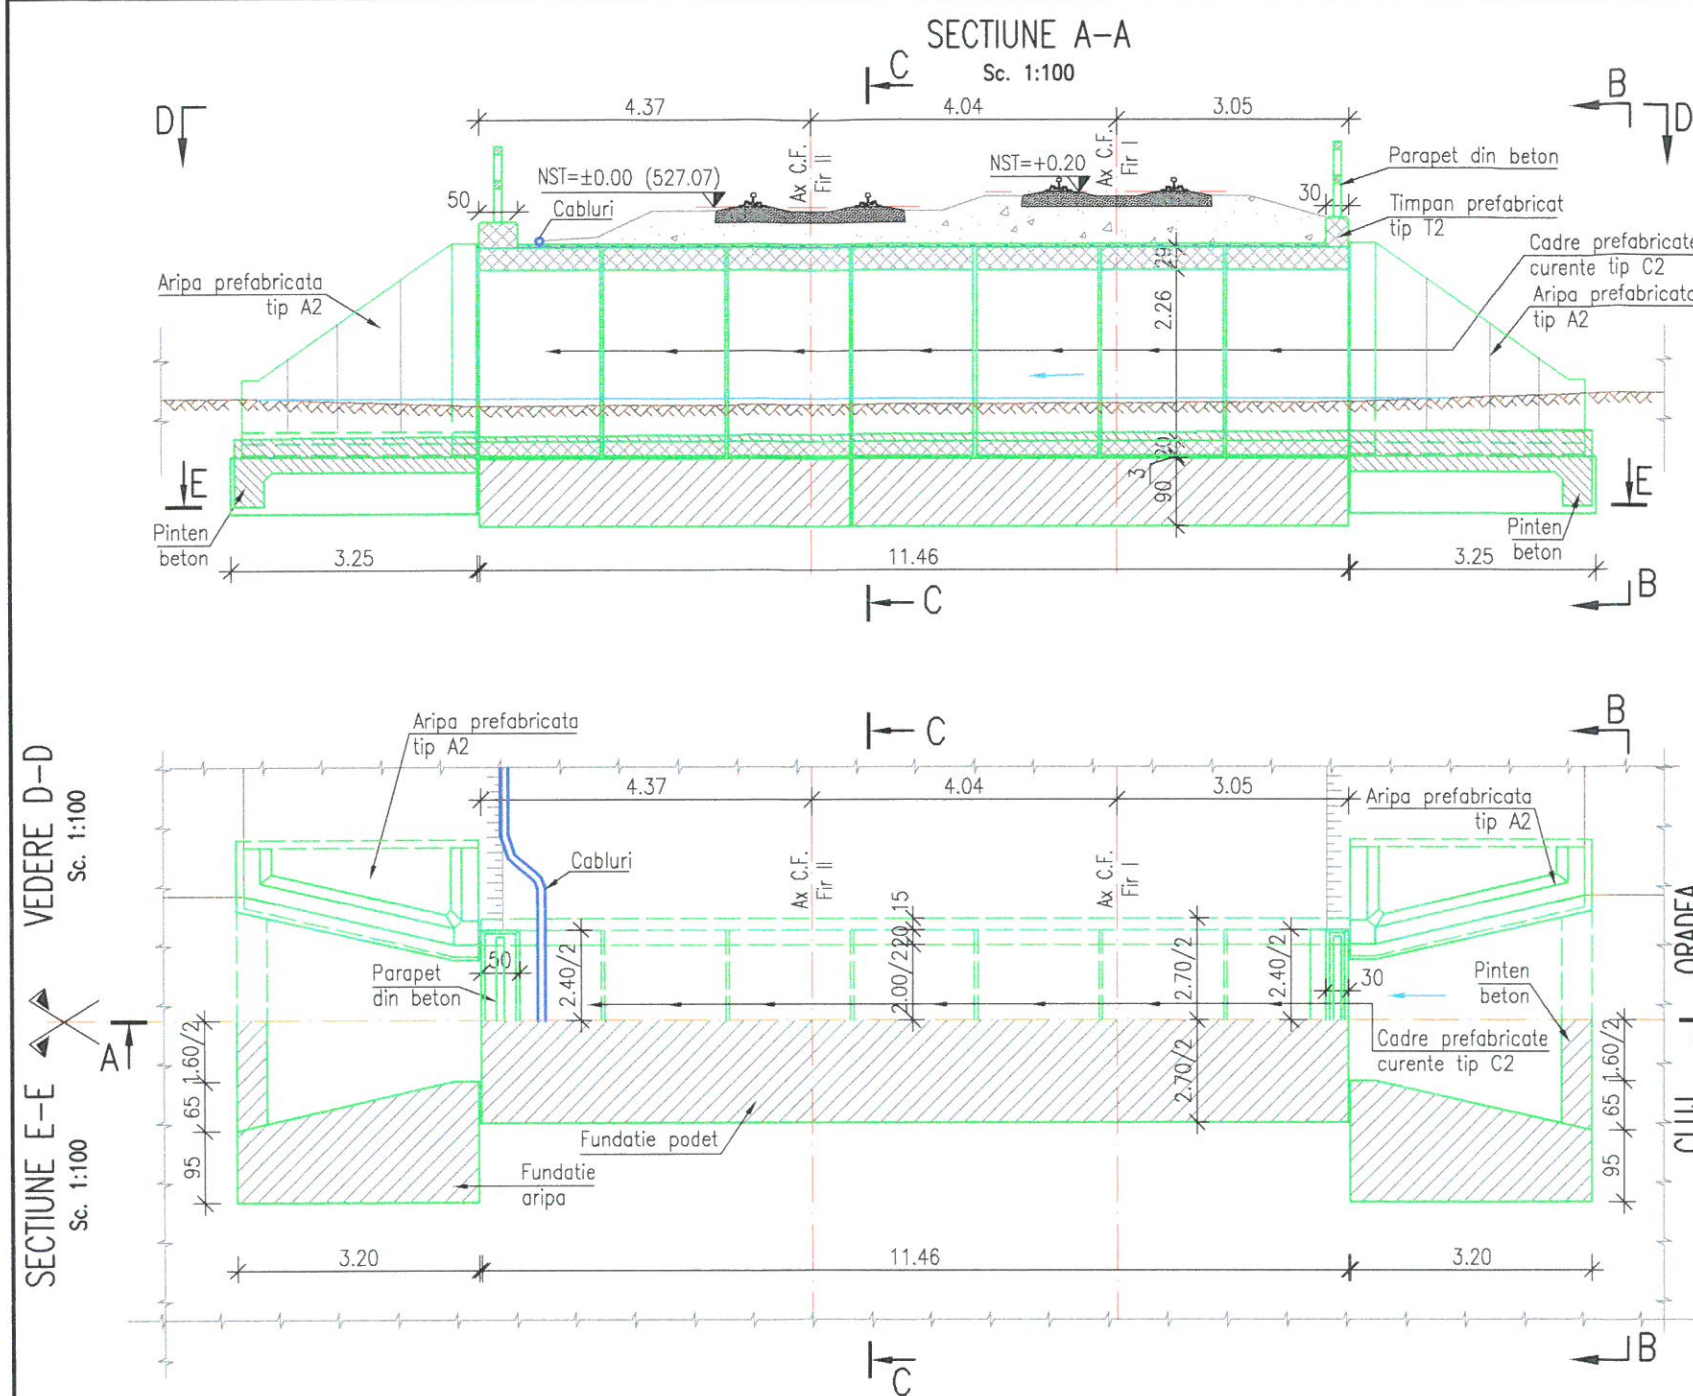 SECTIUNE A-A
Sc. 1:100
C
B
D
D
4.37
4.04
3.05
Ax C.F.
Fir II
Ax C.F.
Fir I
NST=±0.00 (527.07)
NST=+0.20
Parapet din beton
50
30
Cabluri
Timpan prefabricat
tip T2
Cadre prefabricate
curente tip C2
Aripa prefabricata
tip A2
Aripa prefabricata
tip A2
2.26
20
3
90
E
E
Pinten
beton
Pinten
beton
3.25
11.46
3.25
C
B
VEDERE D-D
Sc. 1:100
Aripa prefabricata
tip A2
C
B
4.37
4.04
3.05
Aripa prefabricata
tip A2
Cabluri
Ax C.F.
Fir II
Ax C.F.
Fir I
15
20
2.00/2
2.40/2
2.70/2
2.40/2
50
30
Parapet
din beton
Pinten
beton
ORADEA
A
Cadre prefabricate
curente tip C2
SECTIUNE E-E
Sc. 1:100
1.60/2
65
95
2.70/2
1.60/2
65
95
Fundatie podet
Fundatie
aripa
CLUJ
3.20
11.46
3.20
C
B